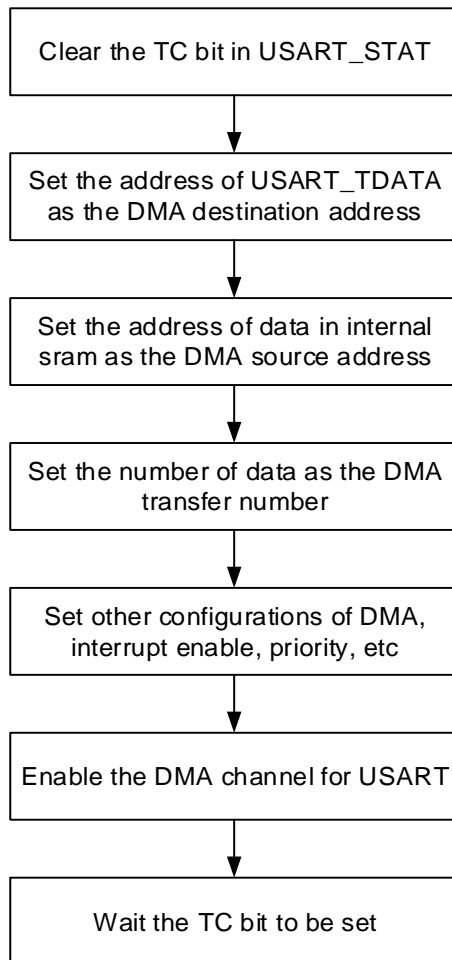 Clear the TC bit in USART_STAT
Set the address of USART_TDATA
as the DMA destination address
Set the address of data in internal
sram as the DMA source address
Set the number of data as the DMA
transfer number
Set other configurations of DMA,
interrupt enable, priority, etc
Enable the DMA channel for USART
Wait the TC bit to be set